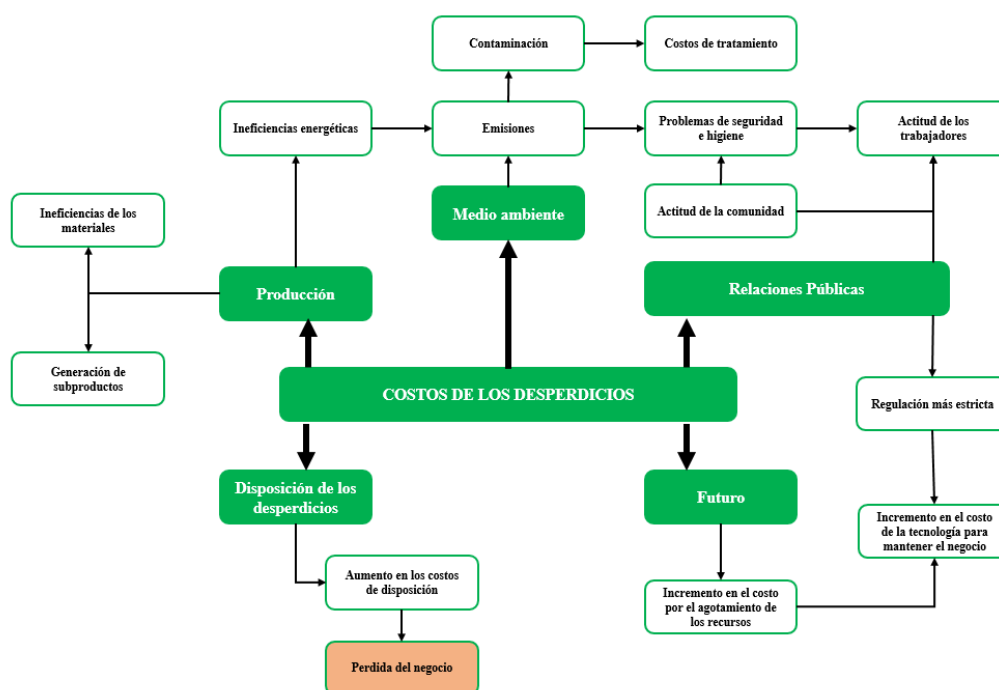 Contaminación
Costos de tratamiento
Ineficiencias energéticas
Emisiones
Problemas de seguridad
e higiene
Actitud de los
trabajadores
Ineficiencias de los
materiales
Medio ambiente
Actitud de la comunidad
Producción
Relaciones Públicas
Generación de
subproductos
COSTOS DE LOS DESPERDICIOS
Regulación más estricta
Disposición de los
desperdicios
Futuro
Incremento en el costo
de la tecnología para
mantener el negocio
Aumento en los costos
de disposición
Incremento en el costo
por el agotamiento de
los recursos
Perdida del negocio